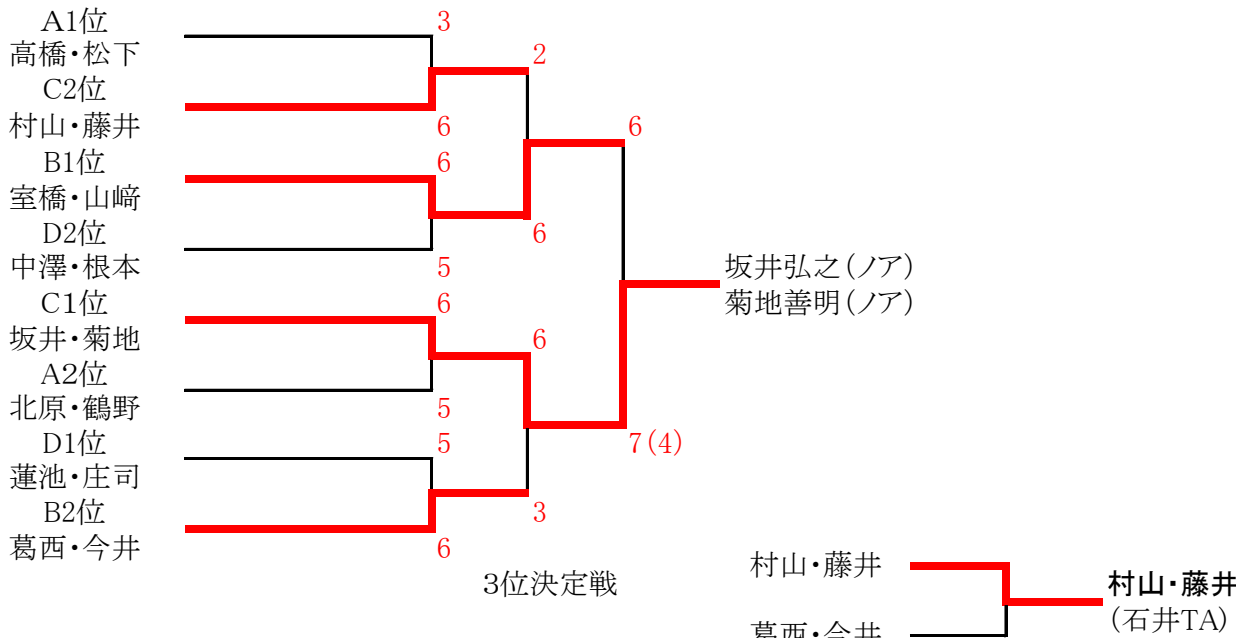 A1位
3
高橋・松下
2
C2位
村山・藤井
6
6
B1位
6
室橋・山﨑
D2位
6
中澤・根本
5
坂井弘之(ノア)
菊地善明(ノア)
C1位
6
坂井・菊地
6
A2位
北原・鶴野
5
D1位
5
7(4)
蓮池・庄司
B2位
3
葛西・今井
6
3位決定戦
村山・藤井
村山・藤井
(石井TA)
葛西・今井